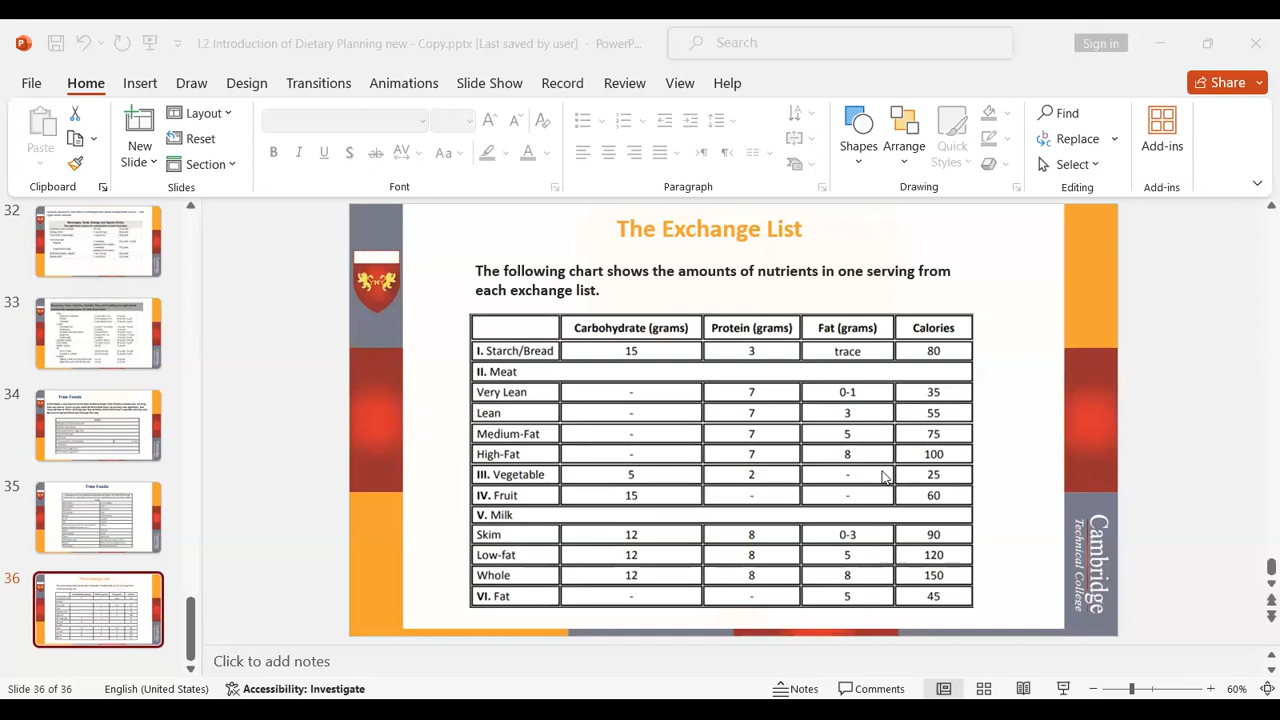 L2 Introduction of Dietary Planning new - Copy.pptx [Last saved by user] - PowerP...
Search
Sign in
File Home Insert Draw Design Transitions Animations Slide Show Record Review View Help
Share
Paste
New Slide
Layout
Reset
Section
Shapes
Arrange
Quick Styles
Find
Replace
Select
Add-ins
Clipboard Slides Font Paragraph Drawing Editing Add-ins
32
33
34
Free Foods
35
Free Foods
36
The Exchange List
The Exchange List
The following chart shows the amounts of nutrients in one serving from
each exchange list.
Carbohydrate (grams) Protein (grams) Fat (grams) Calories
I. Starch/Bread 15 3 trace 80
II. Meat
Very Lean - 7 0-1 35
Lean - 7 3 55
Medium-Fat - 7 5 75
High-Fat - 7 8 100
III. Vegetable 5 2 - 25
IV. Fruit 15 - - 60
V. Milk
Skim 12 8 0-3 90
Low-fat 12 8 5 120
Whole 12 8 8 150
VI. Fat - - 5 45
Cambridge
Technical College
Click to add notes
Slide 36 of 36 English (United States) Accessibility: Investigate Notes Comments 60%